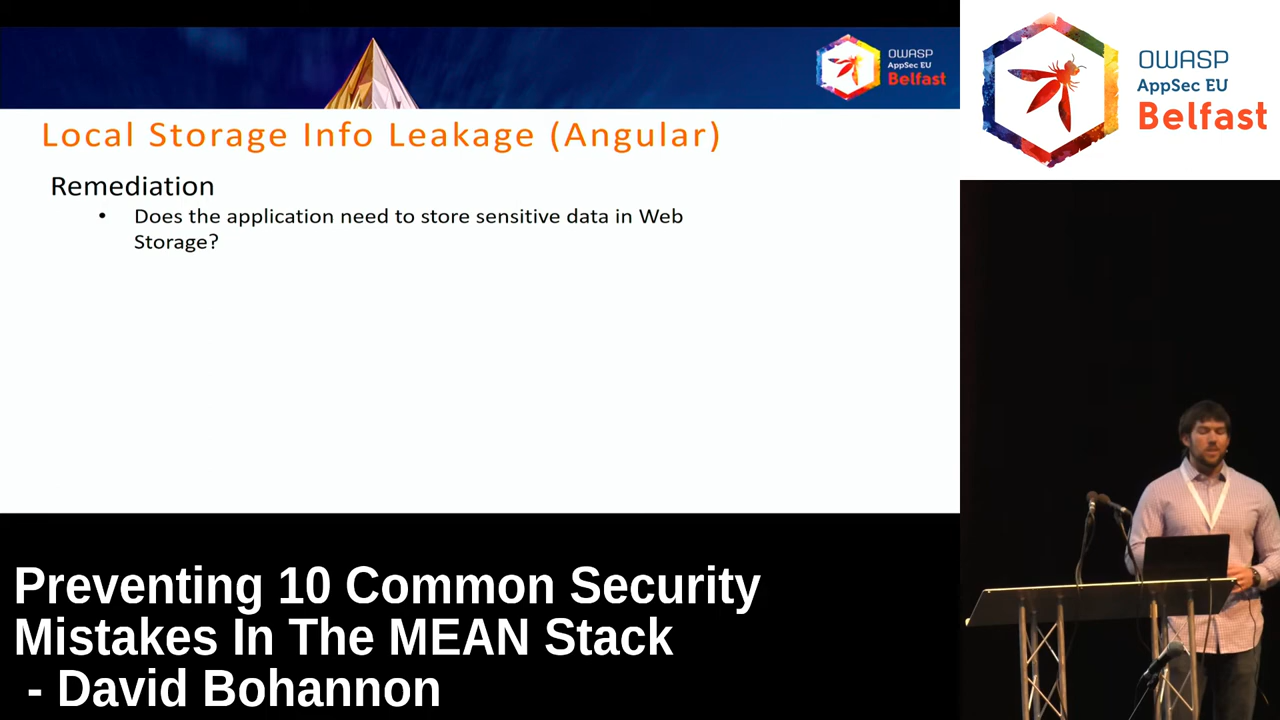 OWASP
AppSec EU
Belfast
Local Storage Info Leakage (Angular)
Remediation
• Does the application need to store sensitive data in Web
Storage?
OWASP
AppSec EU
Belfast
Preventing 10 Common Security
Mistakes In The MEAN Stack
- David Bohannon